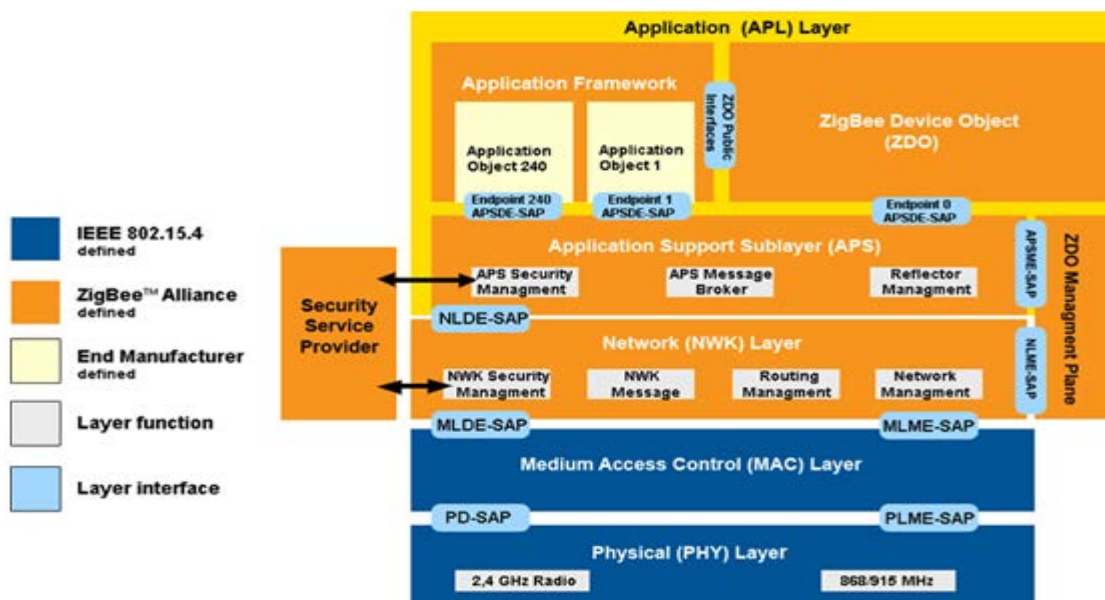 Application (APL) Layer
Application Framework
ZDO Public
Interfaces
ZigBee Device Object
(ZDO)
Application
Object 240
Application
Object 1
Endpoint 240
APSDE-SAP
Endpoint 1
APSDE-SAP
Endpoint 0
APSDE-SAP
IEEE 802.15.4
defined
ZigBee™ Alliance
defined
End Manufacturer
defined
Layer function
Layer interface
Security
Service
Provider
Application Support Sublayer (APS)
APS Security
Managment
APS Message
Broker
Reflector
Managment
APSME-SAP
ZDO Managment Plane
NLDE-SAP
Network (NWK) Layer
NWK Security
Managment
NWK
Message
Routing
Managment
Network
Managment
NLME-SAP
MLDE-SAP
MLME-SAP
Medium Access Control (MAC) Layer
PD-SAP
PLME-SAP
Physical (PHY) Layer
2,4 GHz Radio
868/915 MHz